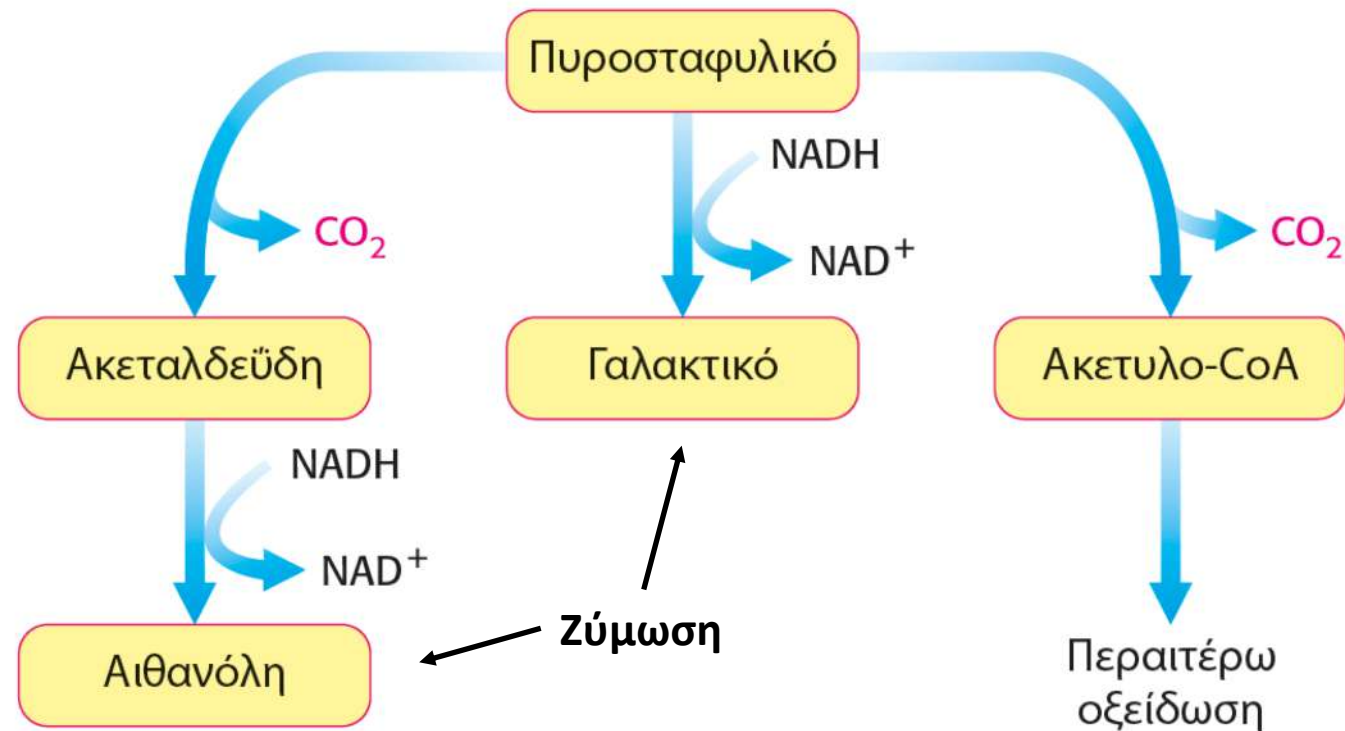 Πυροσταφυλικό
NADH
CO₂
NAD⁺
CO₂
Ακεταλδεΰδη
Γαλακτικό
Ακετυλο-CoA
NADH
NAD⁺
Ζύμωση
Αιθανόλη
Περαιτέρω
οξείδωση